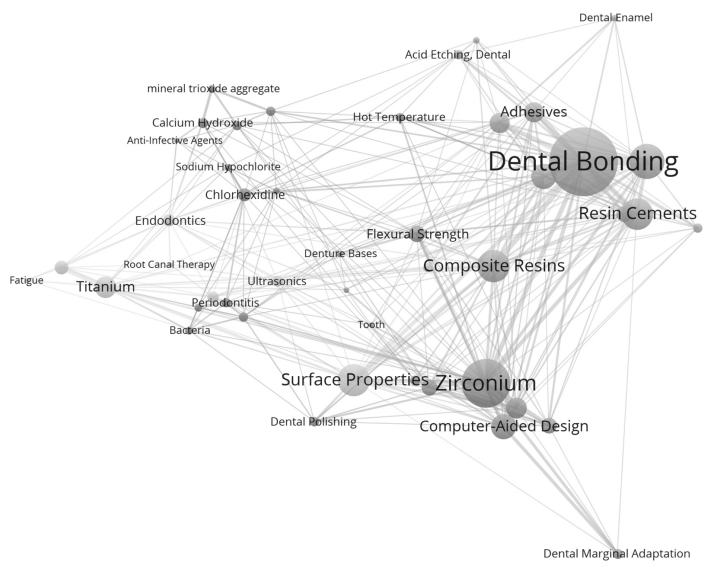 Dental Enamel
Acid Etching, Dental
mineral trioxide aggregate
Adhesives
Hot Temperature
Calcium Hydroxide
Anti-Infective Agents
Dental Bonding
Sodium Hypochlorite
Chlorhexidine
Resin Cements
Endodontics
Flexural Strength
Denture Bases
Root Canal Therapy
Composite Resins
Fatigue
Ultrasonics
Titanium
Periodontitis
Bacteria
Tooth
Surface Properties
Zirconium
Dental Polishing
Computer-Aided Design
Dental Marginal Adaptation